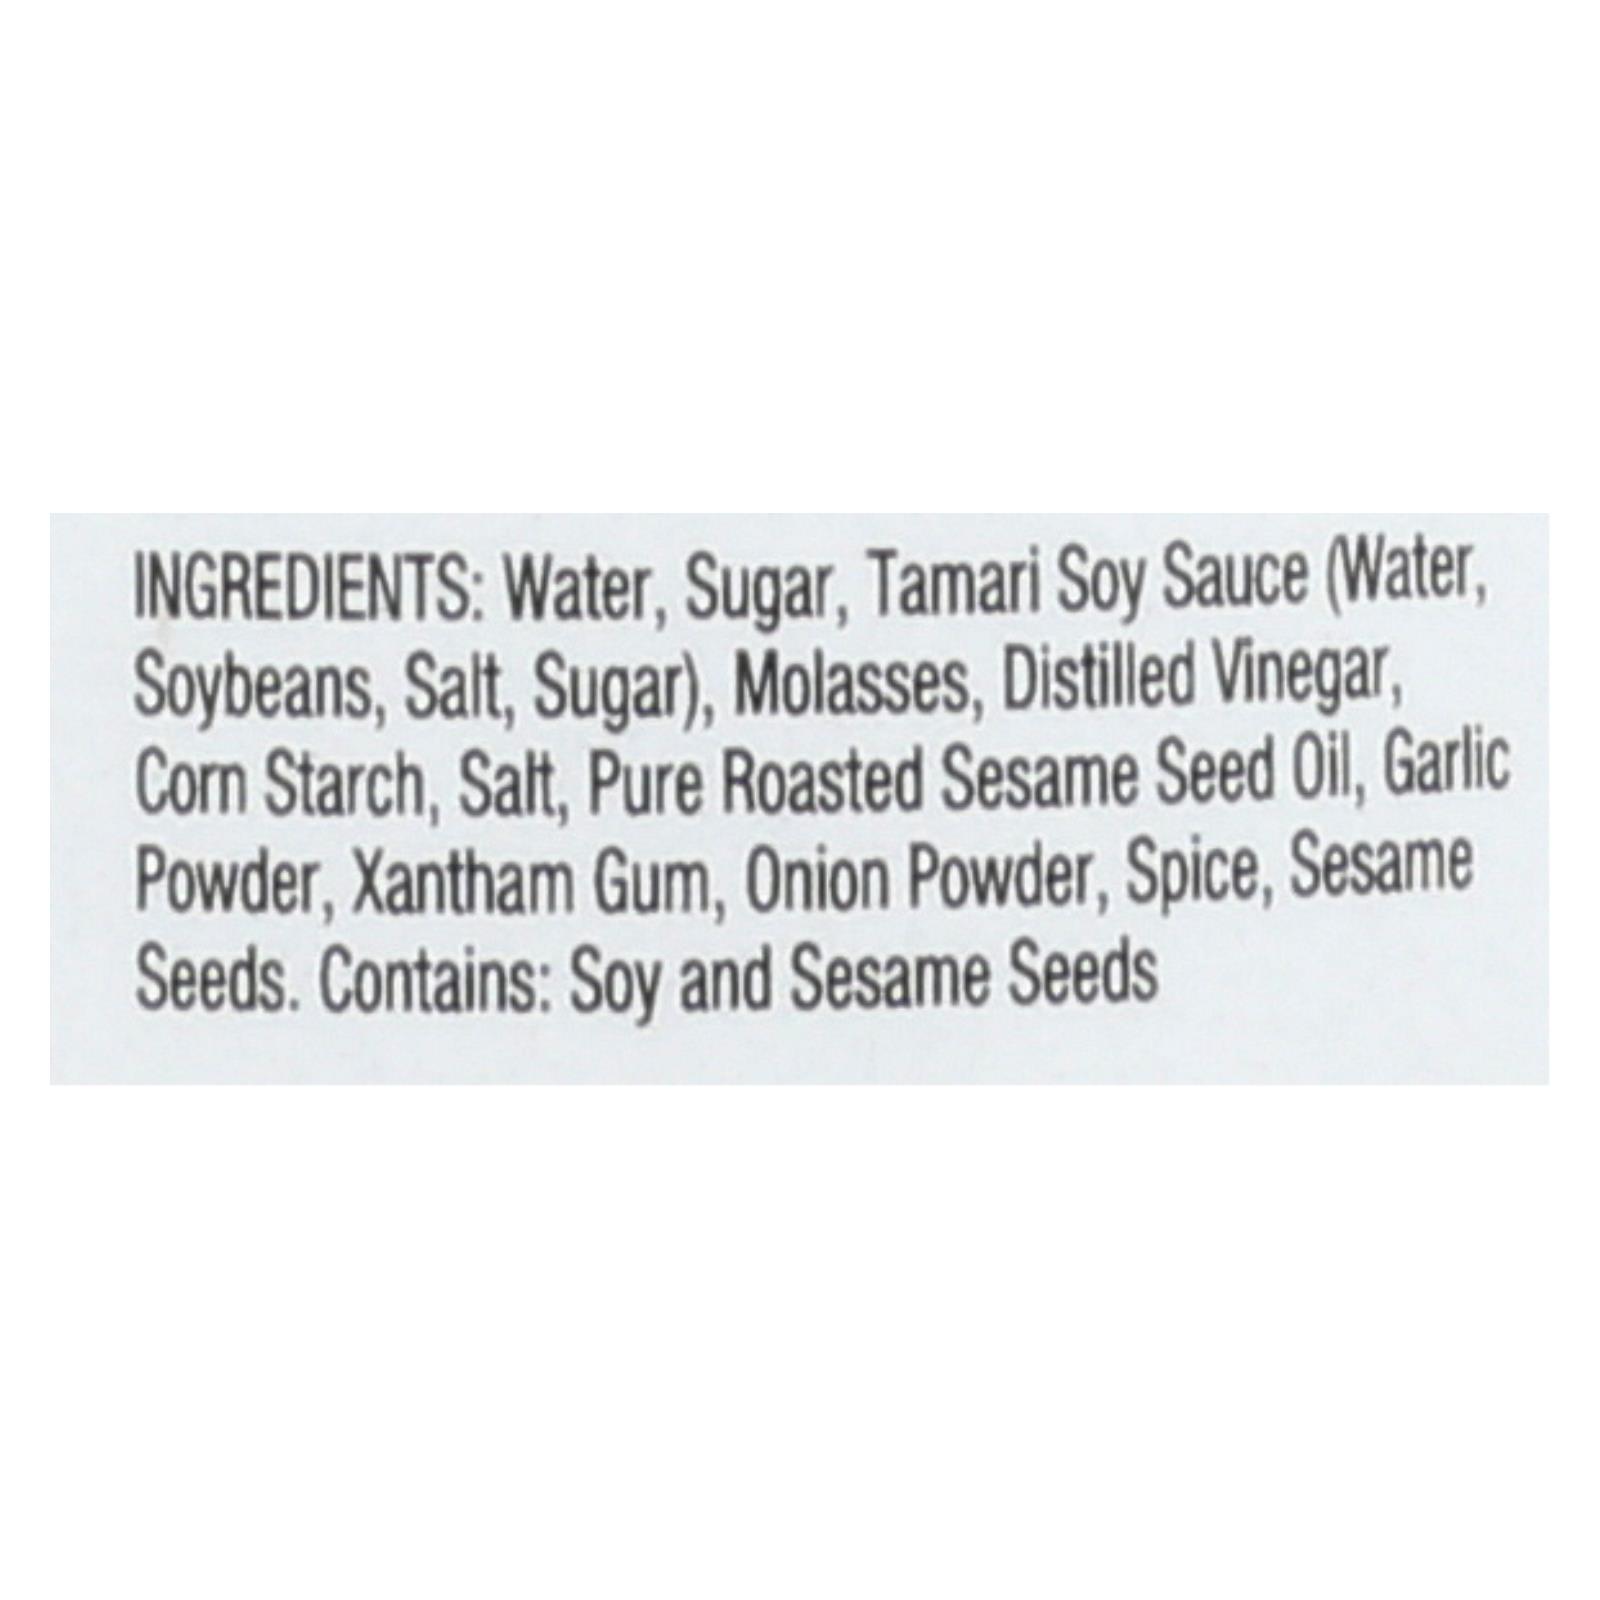 INGREDIENTS: Water, Sugar, Tamari Soy Sauce (Water,
Soybeans, Salt, Sugar), Molasses, Distilled Vinegar,
Corn Starch, Salt, Pure Roasted Sesame Seed Oil, Garlic
Powder, Xantham Gum, Onion Powder, Spice, Sesame
Seeds. Contains: Soy and Sesame Seeds